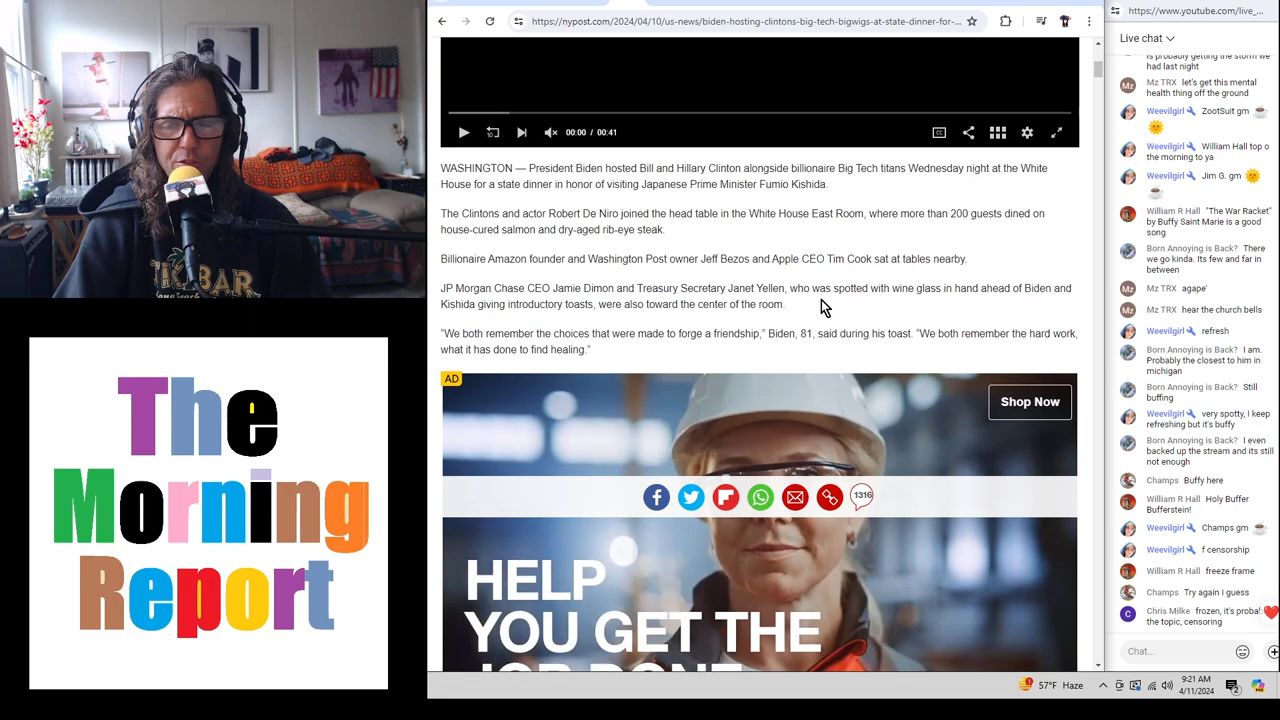 https://nypost.com/2024/04/10/us-news/biden-hosting-clintons-big-tech-bigwigs-at-state-dinner-for-...
https://www.youtube.com/live_...
00:00 / 00:41
WASHINGTON — President Biden hosted Bill and Hillary Clinton alongside billionaire Big Tech titans Wednesday night at the White
House for a state dinner in honor of visiting Japanese Prime Minister Fumio Kishida.
The Clintons and actor Robert De Niro joined the head table in the White House East Room, where more than 200 guests dined on
house-cured salmon and dry-aged rib-eye steak.
Billionaire Amazon founder and Washington Post owner Jeff Bezos and Apple CEO Tim Cook sat at tables nearby.
JP Morgan Chase CEO Jamie Dimon and Treasury Secretary Janet Yellen, who was spotted with wine glass in hand ahead of Biden and
Kishida giving introductory toasts, were also toward the center of the room.
“We both remember the choices that were made to forge a friendship,” Biden, 81, said during his toast. “We both remember the hard work,
what it has done to find healing.”
AD
Shop Now
1316
HELP
YOU GET THE
The
Morning
Report
Live chat
is probably getting the storm we
had last night
Mz TRX let's get this mental
health thing off the ground
Weevilgirl ZootSuit gm
Weevilgirl William Hall top o
the morning to ya
Weevilgirl Jim G. gm
William R Hall "The War Racket"
by Buffy Saint Marie is a good
song
Born Annoying is Back? There
we go kinda. Its few and far in
between
Mz TRX agape'
Mz TRX hear the church bells
Weevilgirl refresh
Born Annoying is Back? I am.
Probably the closest to him in
michigan
Born Annoying is Back? Still
buffing
Weevilgirl very spotty, I keep
refreshing but it's buffy
Born Annoying is Back? I even
backed up the stream and its still
not enough
Champs Buffy here
William R Hall Holy Buffer
Bufferstein!
Weevilgirl Champs gm
Weevilgirl f censorship
William R Hall freeze frame
Champs Try again I guess
Chris Milke frozen, it's proba
the topic, censoring
Chat...
57°F Haze
9:21 AM
4/11/2024